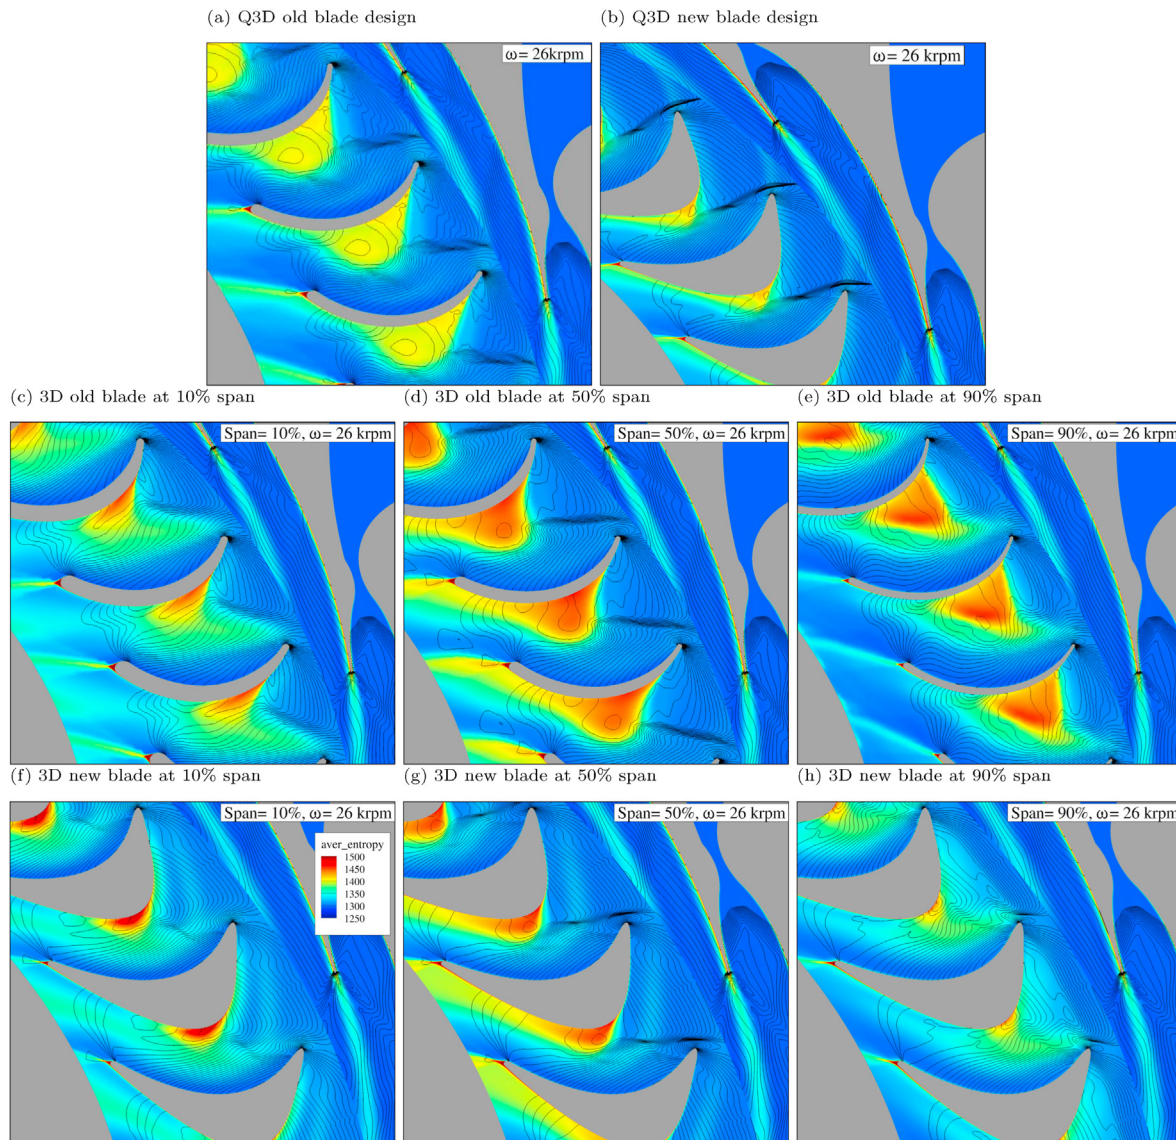 (a) Q3D old blade design
(b) Q3D new blade design
ω= 26krpm
ω= 26 krpm
(c) 3D old blade at 10% span
(d) 3D old blade at 50% span
(e) 3D old blade at 90% span
Span= 10%, ω= 26 krpm
Span= 50%, ω= 26 krpm
Span= 90%, ω= 26 krpm
(f) 3D new blade at 10% span
(g) 3D new blade at 50% span
(h) 3D new blade at 90% span
Span= 10%, ω= 26 krpm
Span= 50%, ω= 26 krpm
Span= 90%, ω= 26 krpm
aver_entropy
1500
1450
1400
1350
1300
1250